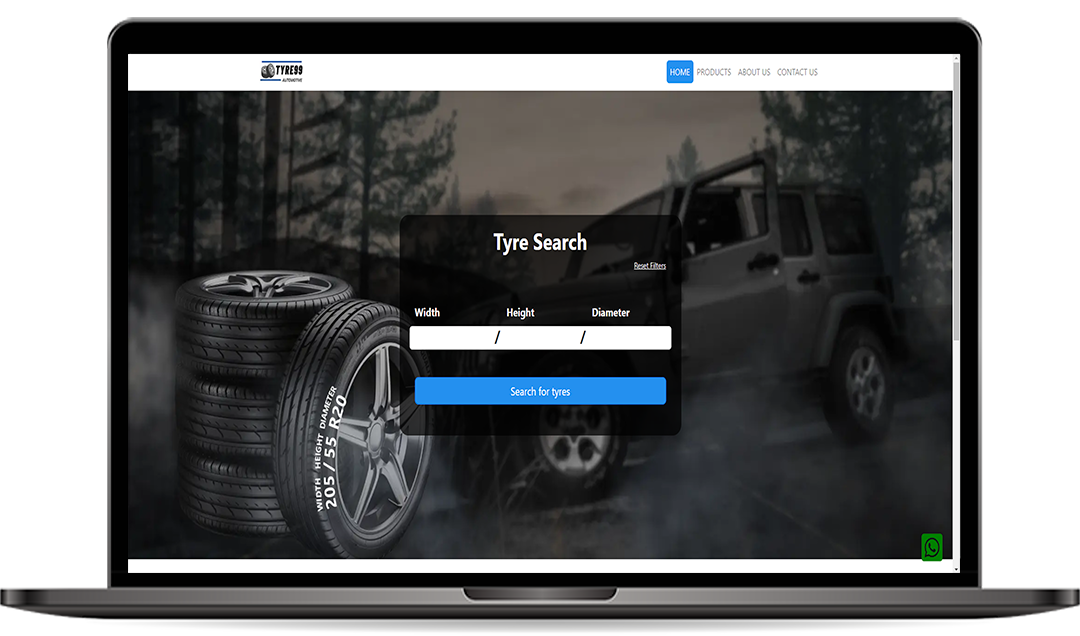 TYRE99
AUTOMOTIVE
HOME PRODUCTS ABOUT US CONTACT US
Tyre Search
Reset Filters
Width Height Diameter
/ /
Search for tyres
WIDTH HEIGHT DIAMETER
205 / 55 R20